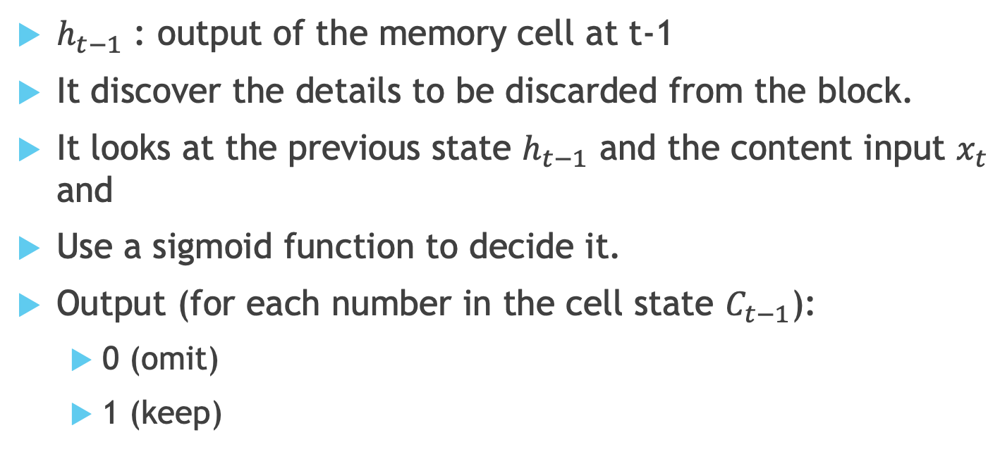 ▶ h_{t−1} : output of the memory cell at t-1
▶ It discover the details to be discarded from the block.
▶ It looks at the previous state h_{t−1} and the content input x_t
and
▶ Use a sigmoid function to decide it.
▶ Output (for each number in the cell state C_{t−1}):
▶ 0 (omit)
▶ 1 (keep)